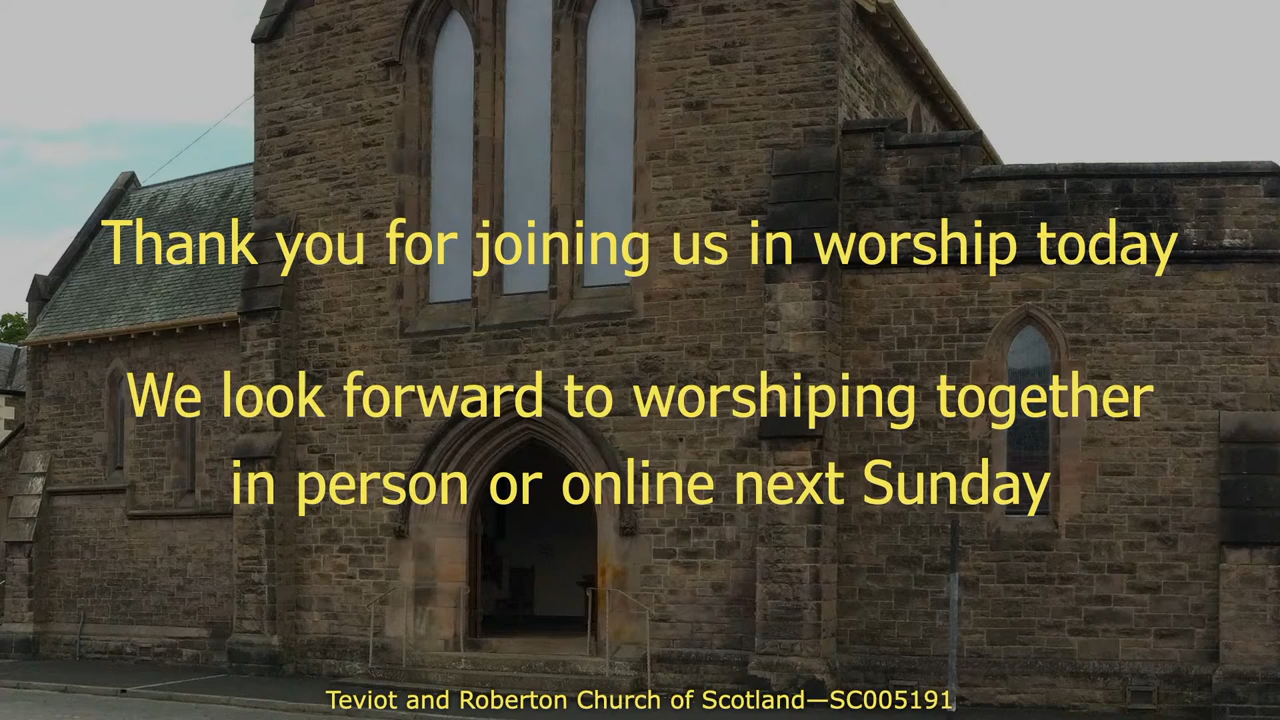 Thank you for joining us in worship today
We look forward to worshiping together
in person or online next Sunday
Teviot and Roberton Church of Scotland—SC005191